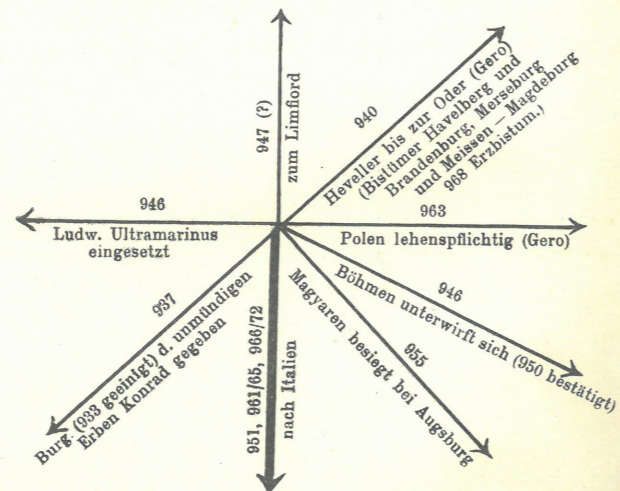 947 (?)
zum Limfiord
940
Heveller bis zur Oder (Gero)
(Bistümer Havelberg und
Brandenburg, Merseburg
und Meissen — Magdeburg
968 Erzbistum.)
946
Ludw. Ultramarinus
eingesetzt
963
Polen lehenspflichtig (Gero)
946
Böhmen unterwirft sich (950 bestätigt)
955
Magyaren besiegt bei Augsburg
937
Burg. (933 geeinigt) d. unmündigen
Erben Konrad gegeben
951, 961/65, 966/72
nach Italien